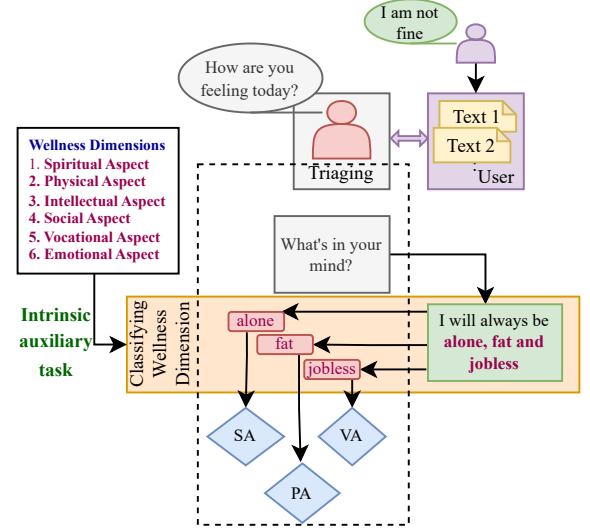 I am not
fine
How are you
feeling today?
Text 1
Text 2
:
User
Triaging
Wellness Dimensions
1. Spiritual Aspect
2. Physical Aspect
3. Intellectual Aspect
4. Social Aspect
5. Vocational Aspect
6. Emotional Aspect
What's in your
mind?
Intrinsic
auxiliary
task
Classifying
Wellness
Dimension
alone
fat
jobless
I will always be
alone, fat and
jobless
SA
VA
PA